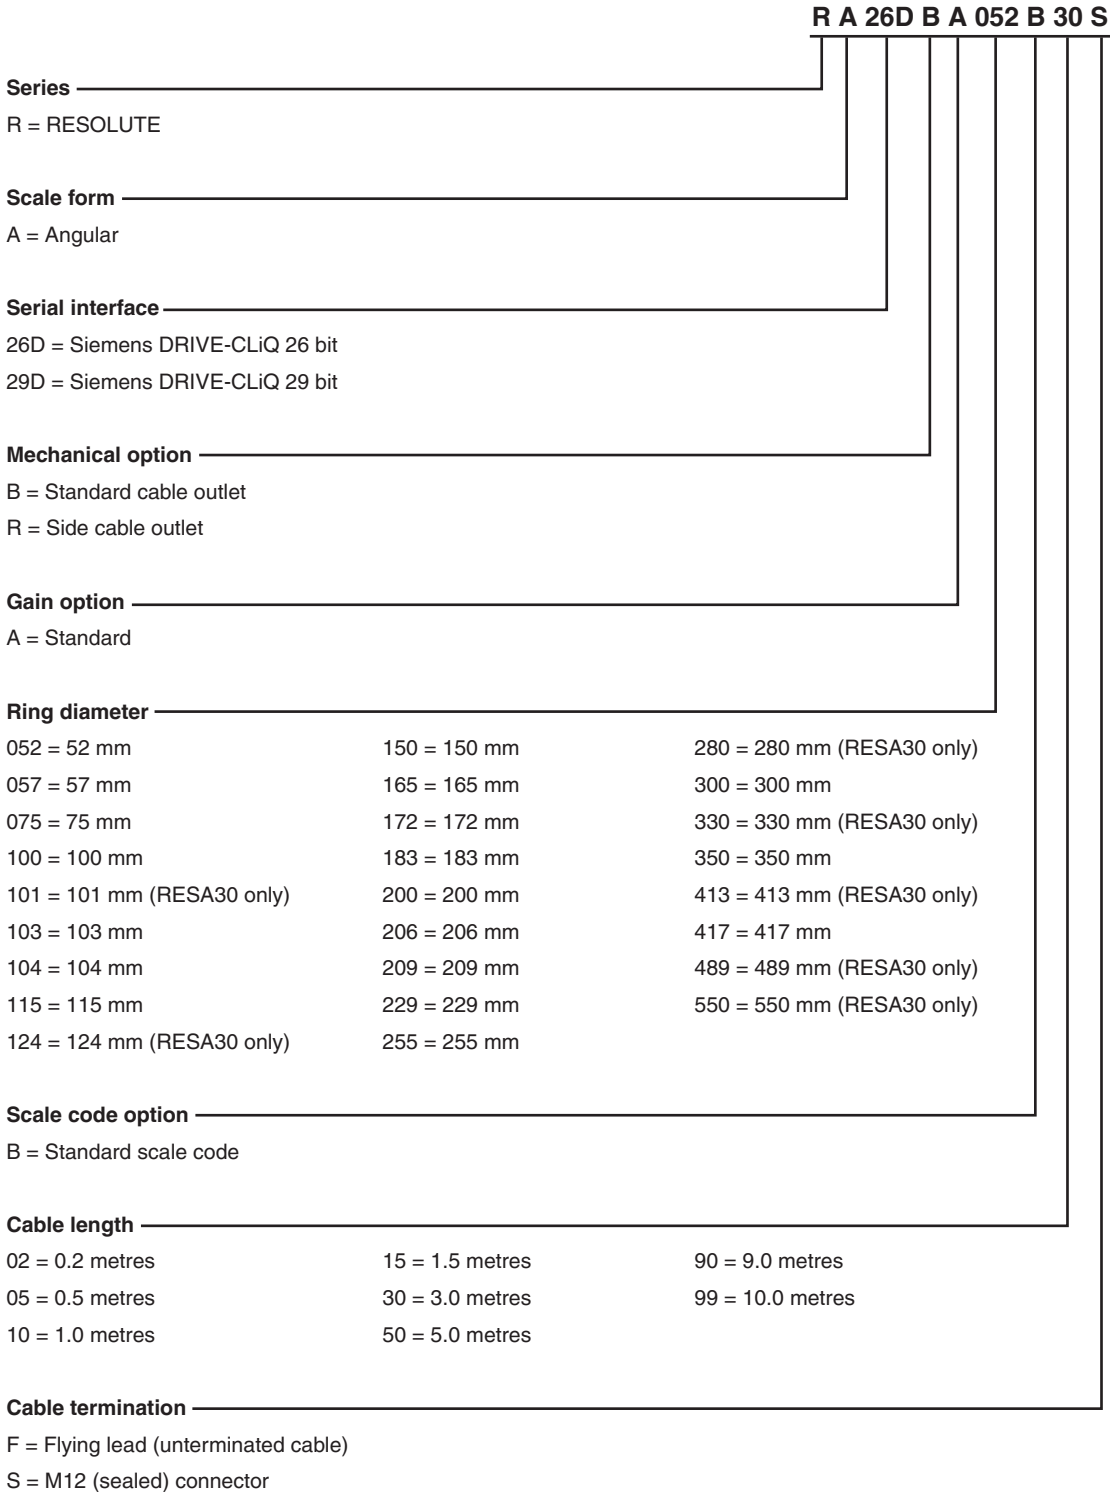 R A 26D B A 052 B 30 S
Series
R = RESOLUTE
Scale form
A = Angular
Serial interface
26D = Siemens DRIVE-CLiQ 26 bit
29D = Siemens DRIVE-CLiQ 29 bit
Mechanical option
B = Standard cable outlet
R = Side cable outlet
Gain option
A = Standard
Ring diameter
052 = 52 mm
057 = 57 mm
075 = 75 mm
100 = 100 mm
101 = 101 mm (RESA30 only)
103 = 103 mm
104 = 104 mm
115 = 115 mm
124 = 124 mm (RESA30 only)
150 = 150 mm
165 = 165 mm
172 = 172 mm
183 = 183 mm
200 = 200 mm
206 = 206 mm
209 = 209 mm
229 = 229 mm
255 = 255 mm
280 = 280 mm (RESA30 only)
300 = 300 mm
330 = 330 mm (RESA30 only)
350 = 350 mm
413 = 413 mm (RESA30 only)
417 = 417 mm
489 = 489 mm (RESA30 only)
550 = 550 mm (RESA30 only)
Scale code option
B = Standard scale code
Cable length
02 = 0.2 metres
05 = 0.5 metres
10 = 1.0 metres
15 = 1.5 metres
30 = 3.0 metres
50 = 5.0 metres
90 = 9.0 metres
99 = 10.0 metres
Cable termination
F = Flying lead (unterminated cable)
S = M12 (sealed) connector